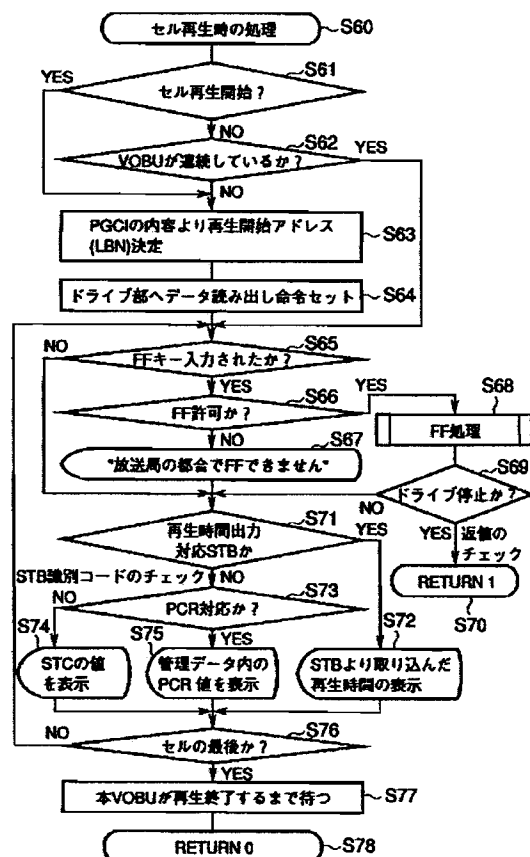 セル再生時の処理
S60
S61
YES
セル再生開始？
NO
S62
VOBUが連続しているか？
YES
NO
PGCIの内容より再生開始アドレス
(LBN)決定
S63
ドライブ部へデータ読み出し命令セット
S64
S65
NO
FFキー入力されたか？
YES
S66
FF許可か？
YES
S68
FF処理
NO
S67
"放送局の都合でFFできません"
S69
ドライブ停止か？
NO
YES
返値の
チェック
RETURN 1
S70
S71
再生時間出力
対応STBか
YES
STB識別コードのチェック
NO
S73
PCR対応か？
NO
YES
S74
STCの値
を表示
S75
管理データ内の
PCR 値を表示
S72
STBより取り込んだ
再生時間の表示
NO
S76
セルの最後か？
YES
本VOBUが再生終了するまで待つ
S77
RETURN 0
S78